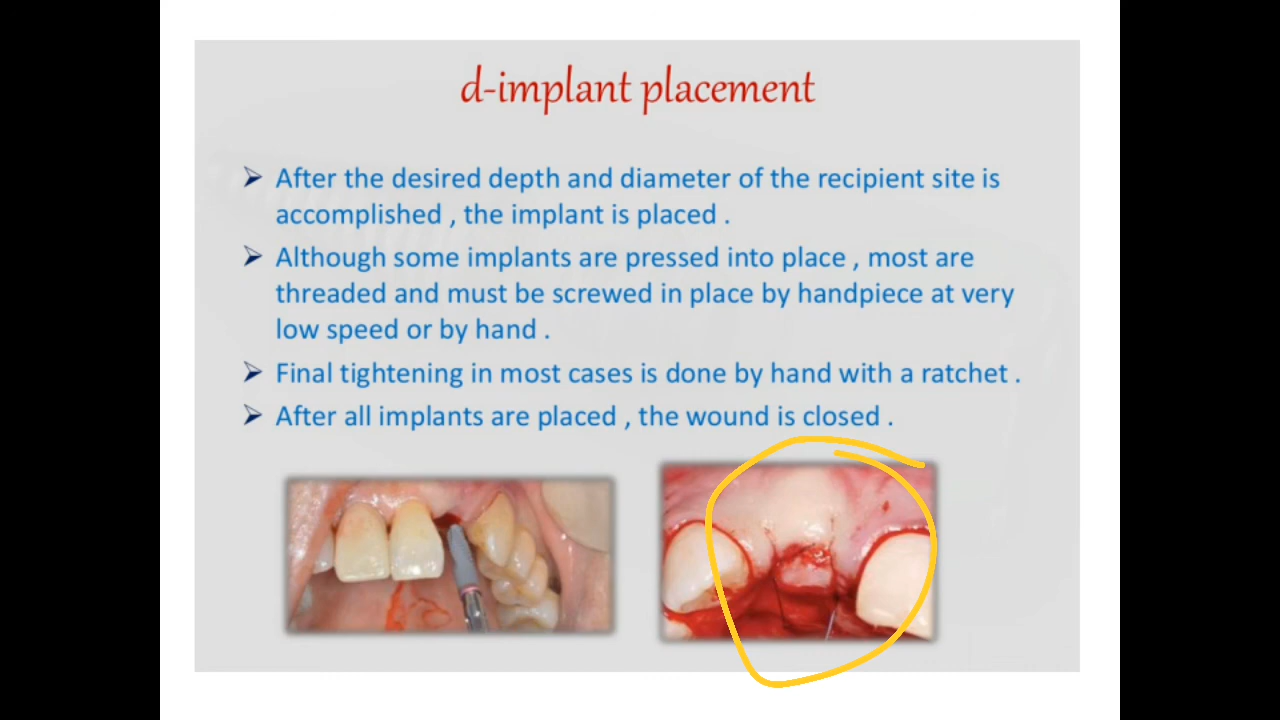 d-implant placement
After the desired depth and diameter of the recipient site is
accomplished , the implant is placed .
Although some implants are pressed into place , most are
threaded and must be screwed in place by handpiece at very
low speed or by hand .
Final tightening in most cases is done by hand with a ratchet .
After all implants are placed , the wound is closed .